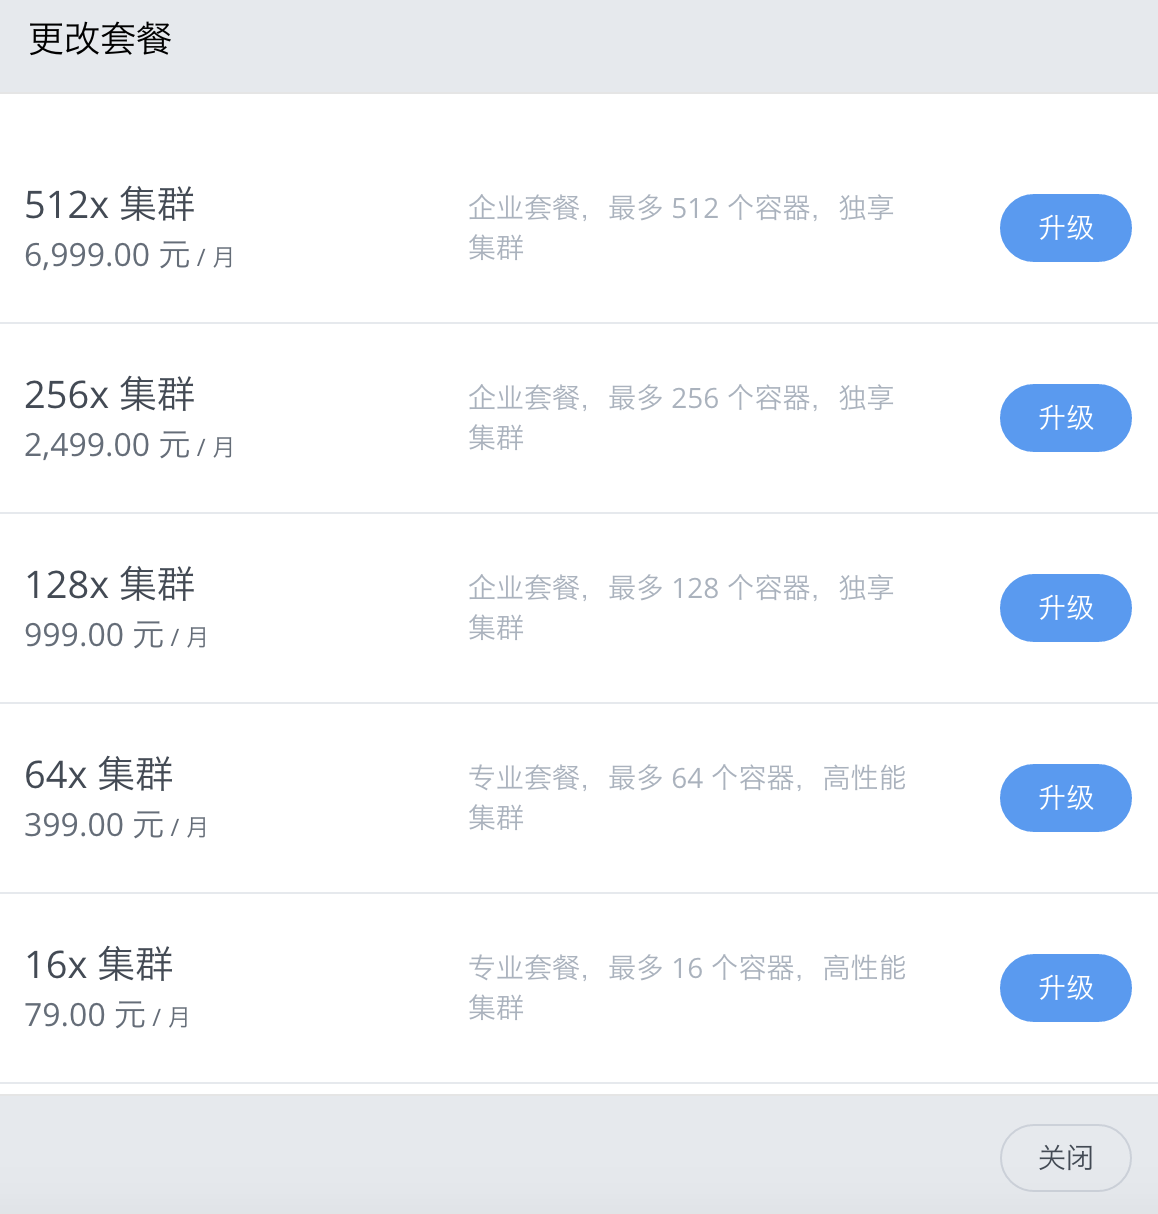 更改套餐
512x 集群
6,999.00 元 / 月
企业套餐，最多 512 个容器，独享
集群
升级
256x 集群
2,499.00 元 / 月
企业套餐，最多 256 个容器，独享
集群
升级
128x 集群
999.00 元 / 月
企业套餐，最多 128 个容器，独享
集群
升级
64x 集群
399.00 元 / 月
专业套餐，最多 64 个容器，高性能
集群
升级
16x 集群
79.00 元 / 月
专业套餐，最多 16 个容器，高性能
集群
升级
关闭